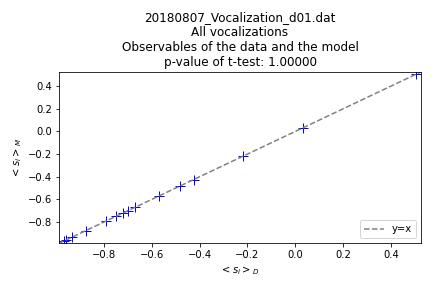 20180807_Vocalization_d01.dat
All vocalizations
Observables of the data and the model
p-value of t-test: 1.00000
0.4
0.2
0.0
−0.2
−0.4
−0.6
−0.8
< s_i >_M
−0.8 −0.6 −0.4 −0.2 0.0 0.2 0.4
< s_i >_D
y=x